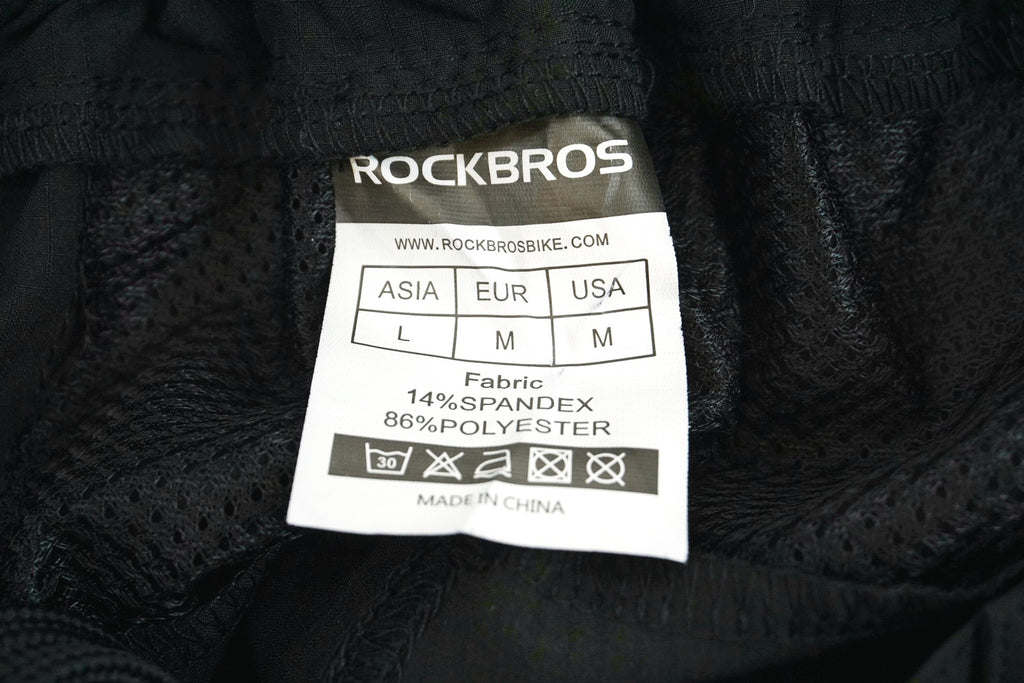 ROCKBROS
WWW.ROCKBROSBIKE.COM
ASIA EUR USA
L M M
Fabric
14%SPANDEX
86%POLYESTER
30
MADE IN CHINA